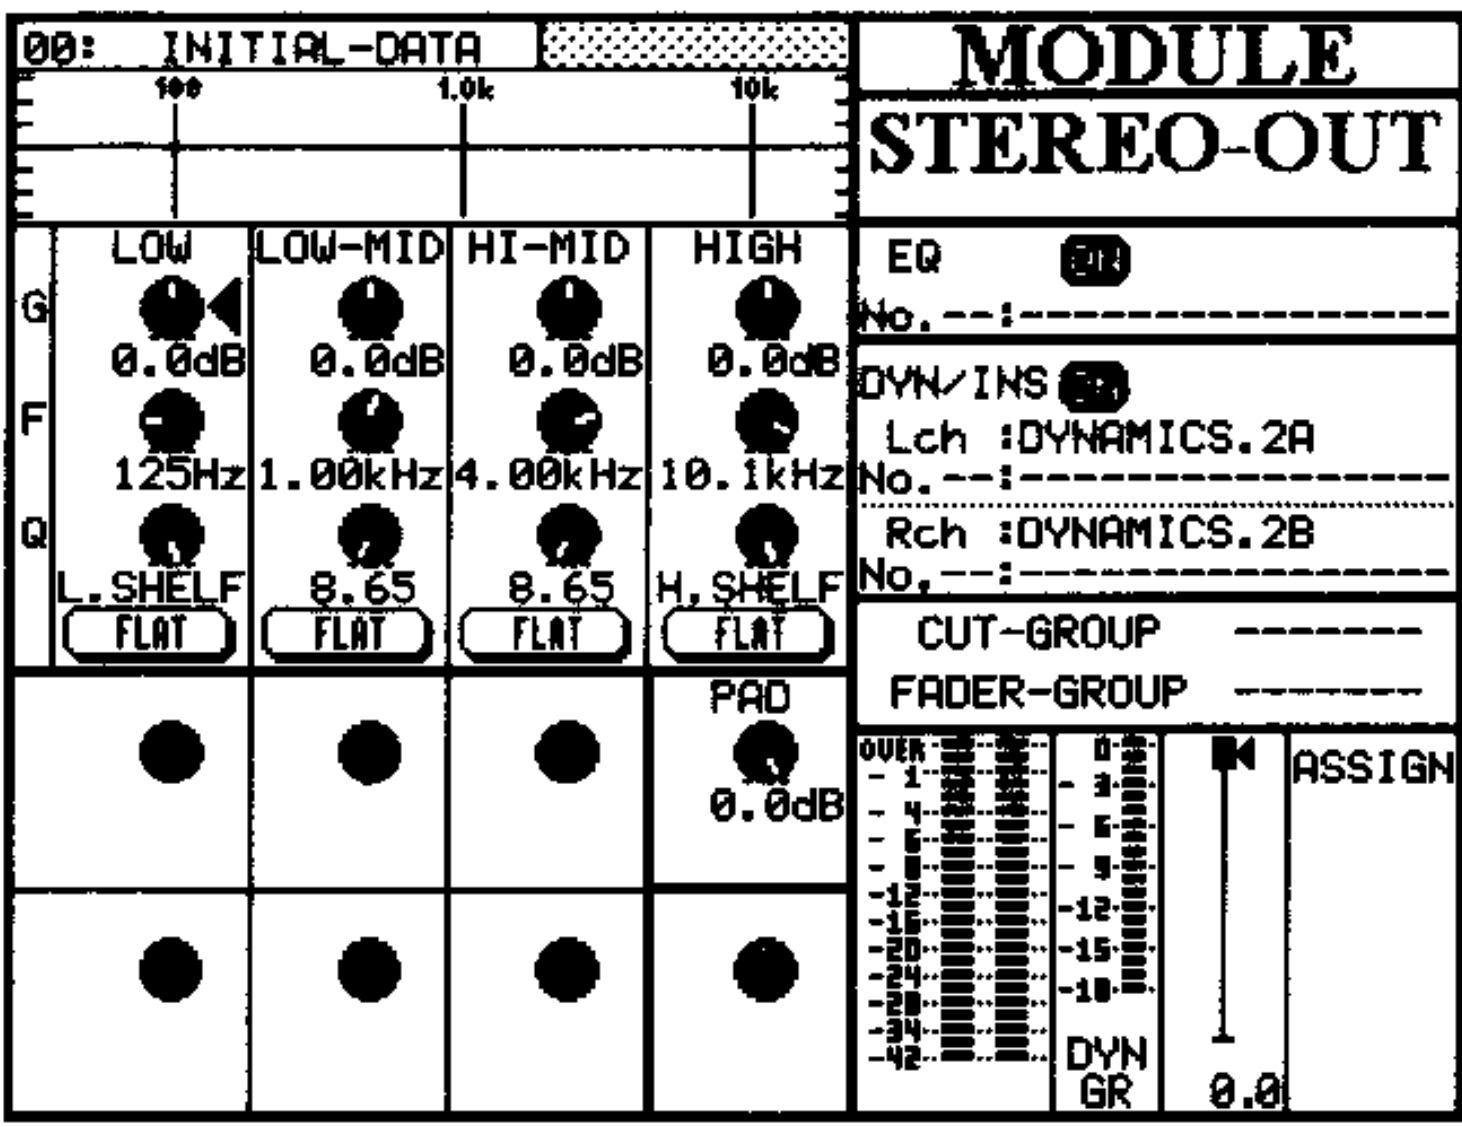 00: INITIAL-DATA
100 1.0k 10k
LOW LOW-MID HI-MID HIGH
G
0.0dB 0.0dB 0.0dB 0.0dB
F
125Hz 1.00kHz 4.00kHz 10.1kHz
Q
L.SHELF 8.65 8.65 H.SHELF
FLAT FLAT FLAT FLAT
PAD
0.0dB
MODULE
STEREO-OUT
EQ
No.--:----------------
DYN/INS
Lch :DYNAMICS.2A
No.--:----------------
Rch :DYNAMICS.2B
No.--:----------------
CUT-GROUP -------
FADER-GROUP -------
OVER
-1
-4
-20
-24
-34
-42
0
-3
-6
-9
-12
-15
-18
DYN
GR
0.0
ASSIGN